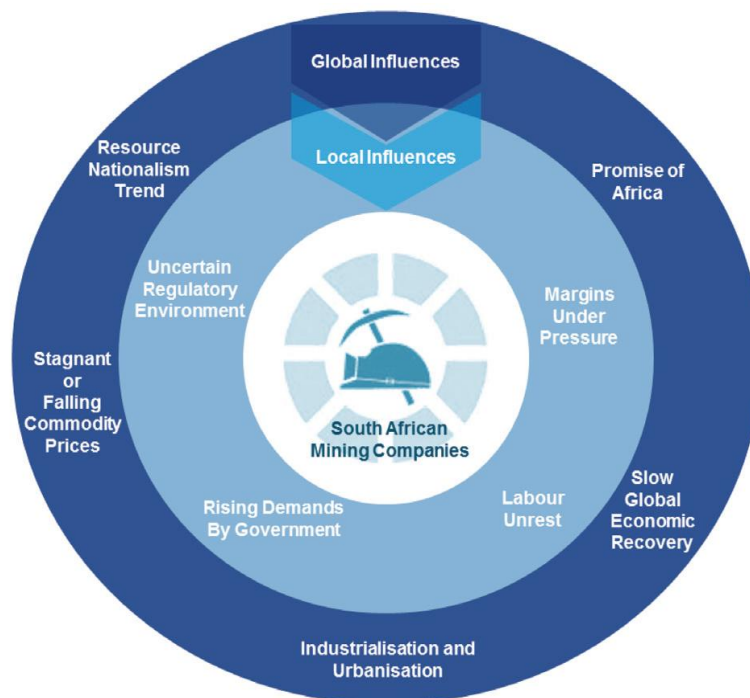 Global Influences
Local Influences
Resource
Nationalism
Trend
Promise of
Africa
Uncertain
Regulatory
Environment
Margins
Under
Pressure
Stagnant
or
Falling
Commodity
Prices
South African
Mining Companies
Slow
Global
Economic
Recovery
Rising Demands
By Government
Labour
Unrest
Industrialisation and
Urbanisation